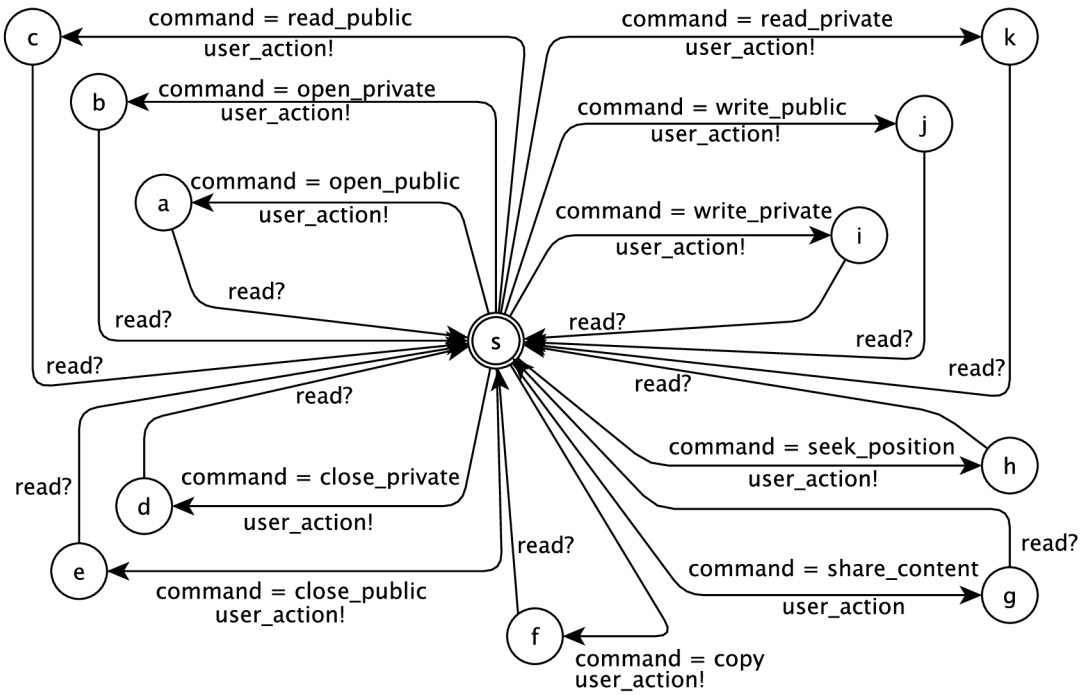 c
command = read_public
user_action!
command = read_private
user_action!
k
b
command = open_private
user_action!
command = write_public
user_action!
j
a
command = open_public
user_action!
command = write_private
user_action!
i
read?
read?
read?
s
read?
read?
read?
read?
read?
command = seek_position
user_action!
h
read?
command = close_private
user_action!
d
read?
read?
e
command = close_public
user_action!
command = share_content
user_action
g
f
command = copy
user_action!